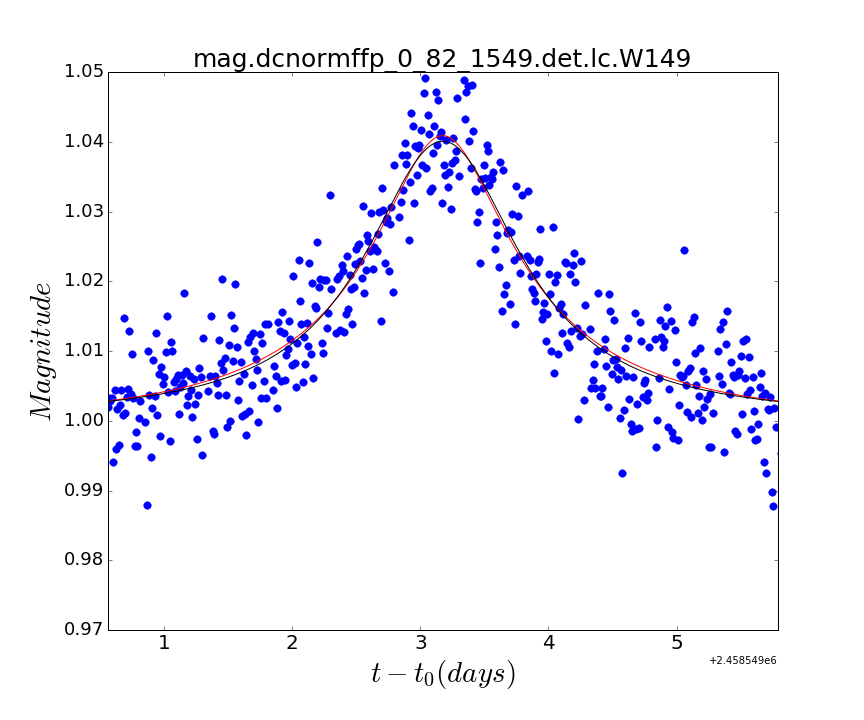 mag.dcnormffp_0_82_1549.det.lc.W149
1.05
1.04
1.03
1.02
1.01
1.00
0.99
0.98
0.97
Magnitude
1 2 3 4 5
+2.458549e6
t − t₀(days)